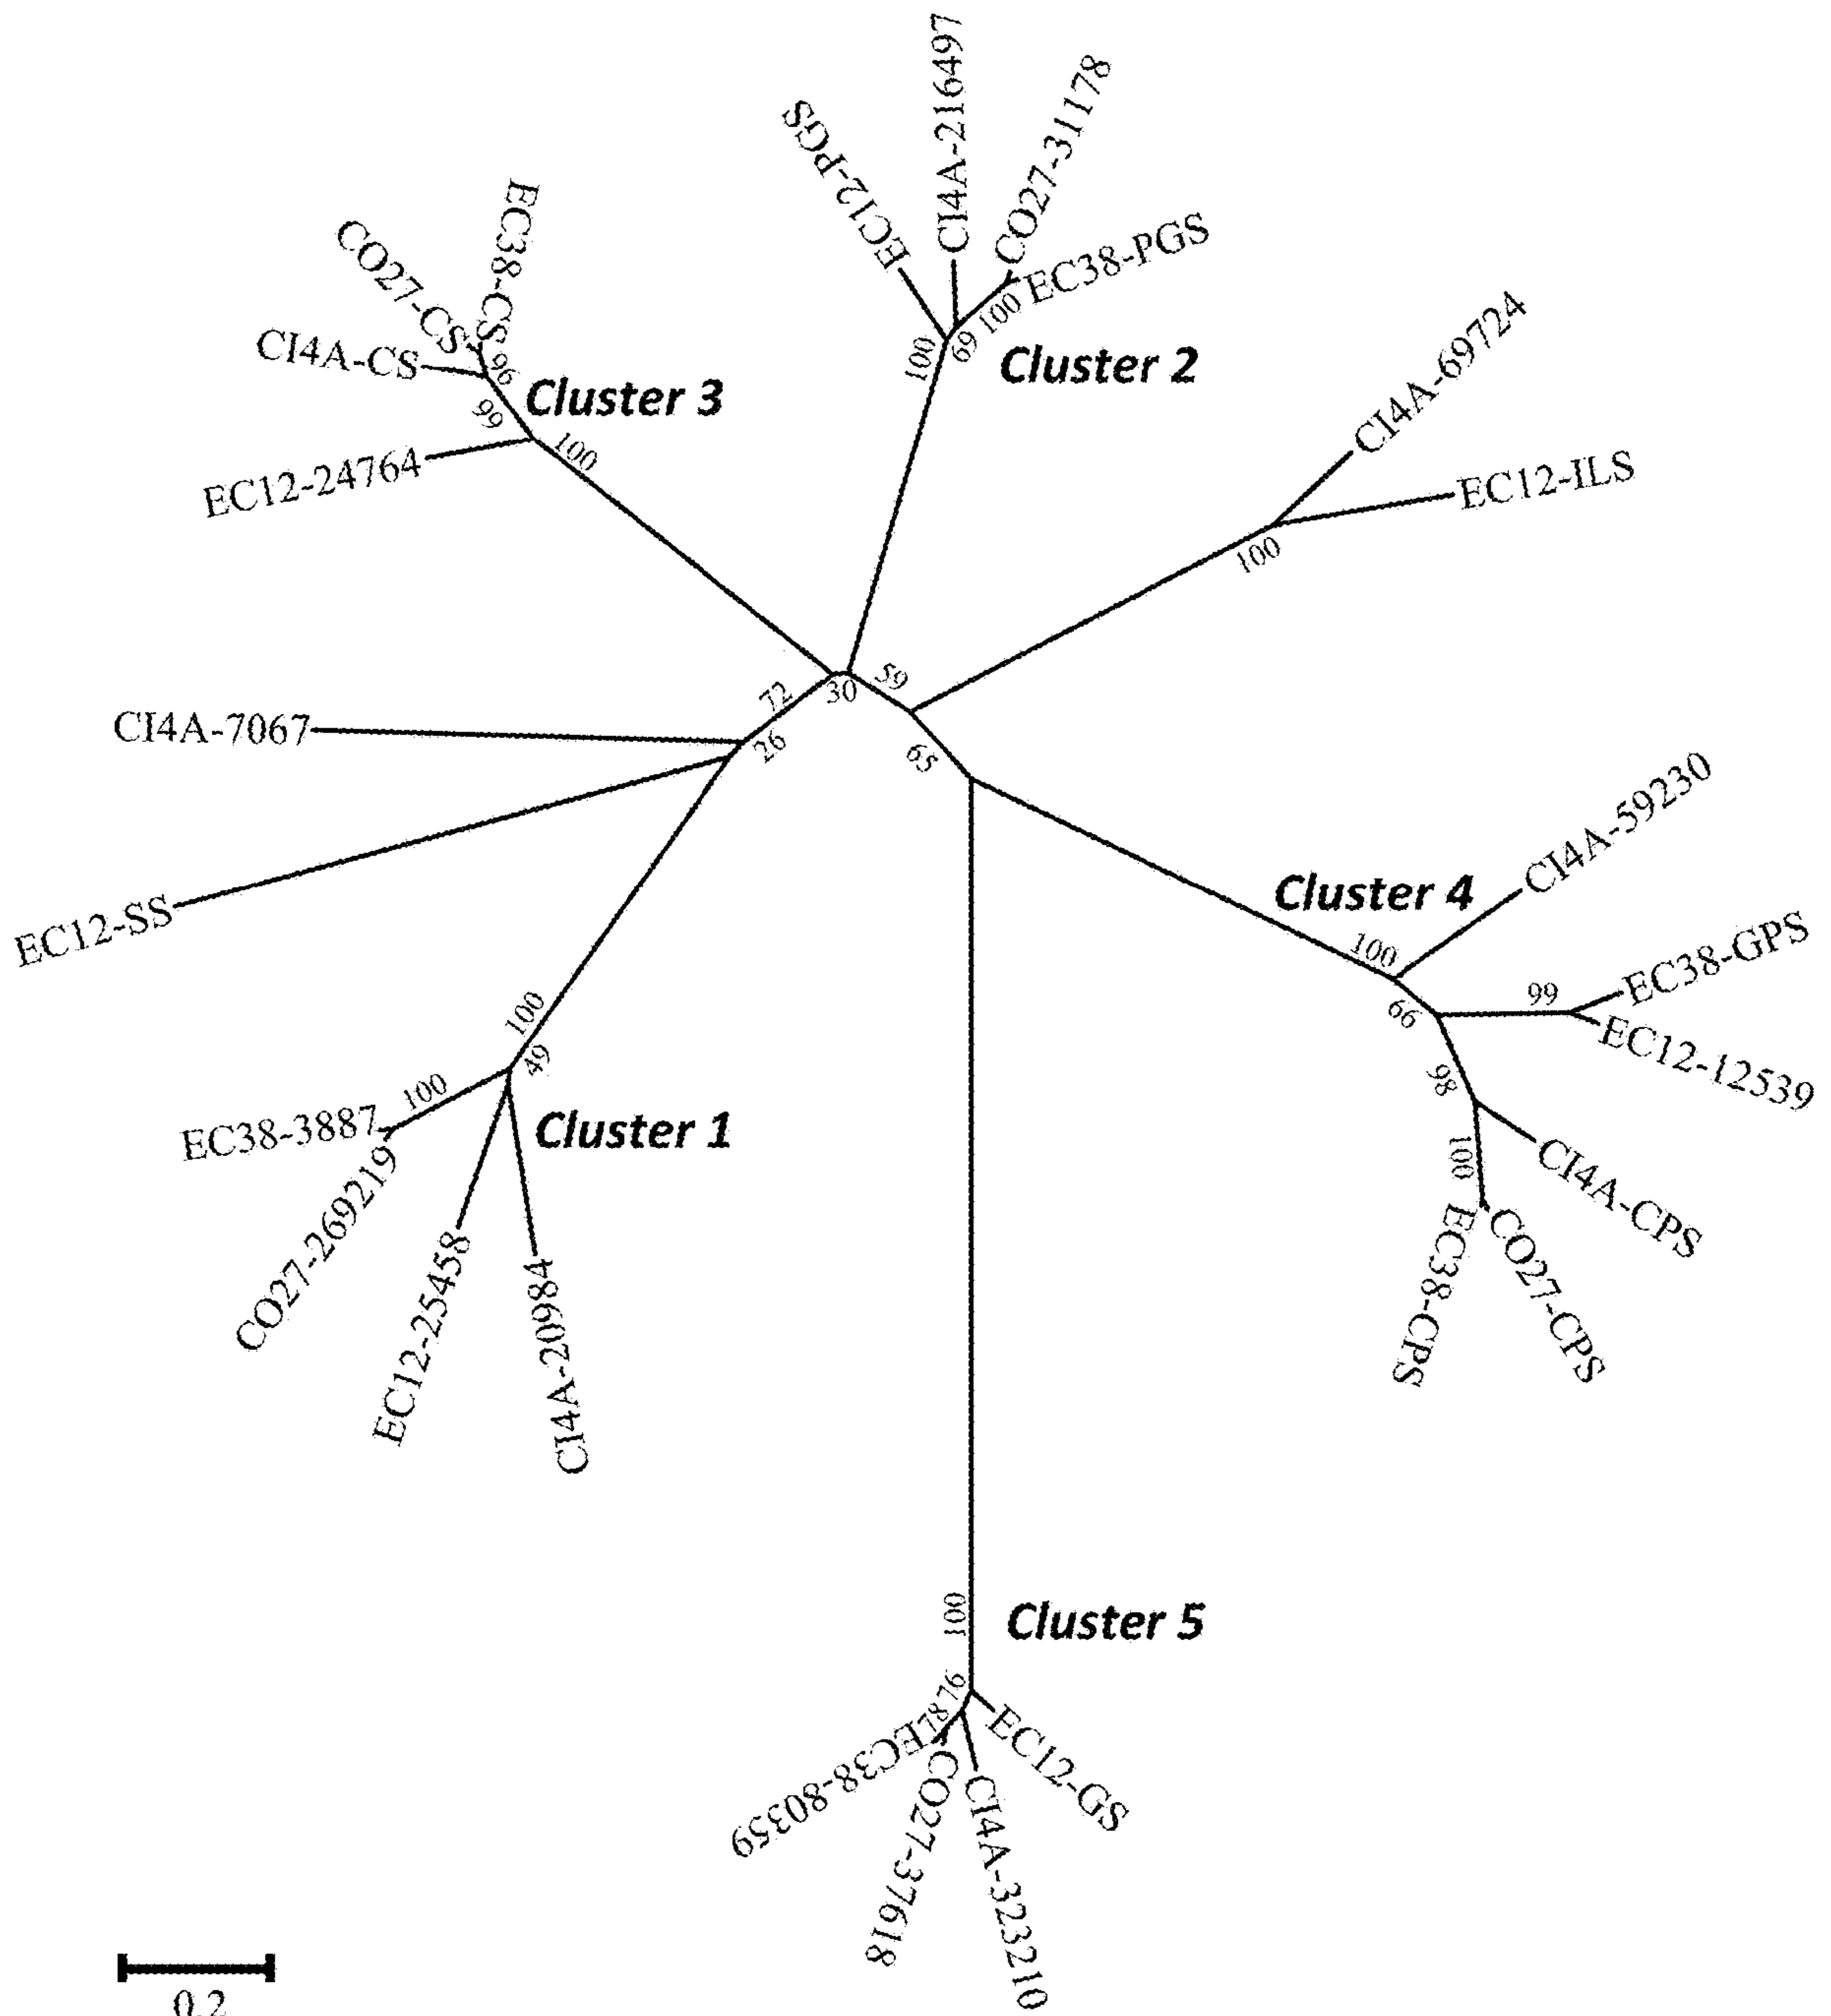 CI4A-216497
CO27-31178
EC12-PGS
EC38-PGS
100
69
100
Cluster 2
EC38-CS
CO27-CS
CI4A-CS
96
99
Cluster 3
100
EC12-24764
CI4A-69724
EC12-ILS
100
72
30
59
65
26
CI4A-7067
EC12-SS
CI4A-59230
Cluster 4
100
EC38-GPS
99
66
EC12-12539
98
CI4A-CPS
100
CO27-CPS
EC38-CPS
100
49
100
EC38-3887
Cluster 1
CO27-269219
EC12-25458
CI4A-20984
100
Cluster 5
76
87
EC12-GS
EC38-80359
CO27-37618
CI4A-323210
0.2